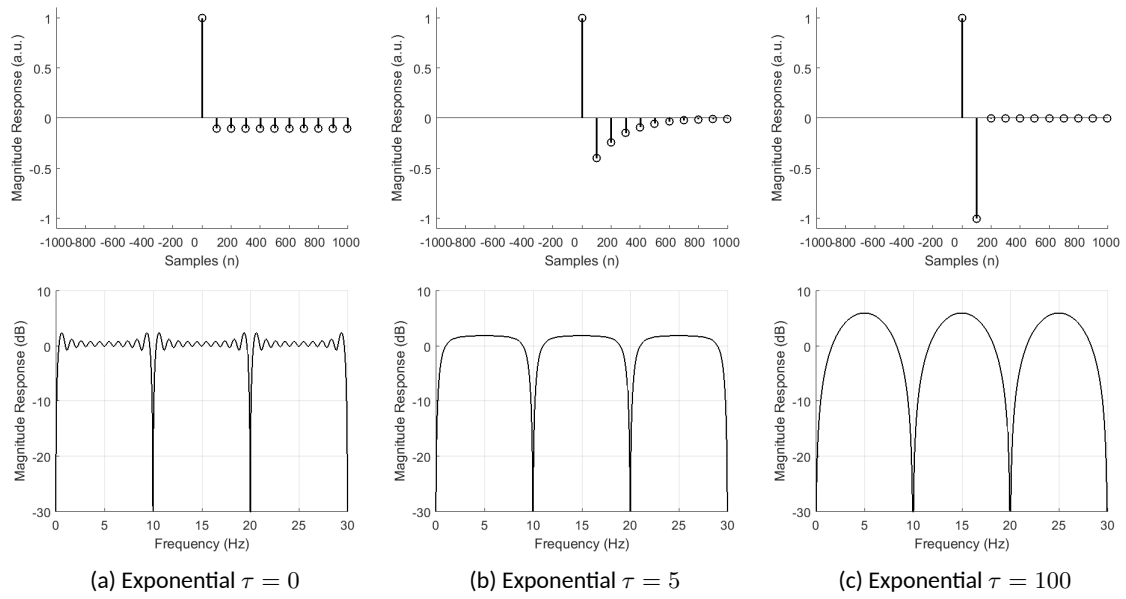 Magnitude Response (a.u.)
1
0.5
0
-0.5
-1
-1000-800 -600 -400 -200 0 200 400 600 800 1000
Samples (n)
Magnitude Response (a.u.)
1
0.5
0
-0.5
-1
-1000-800 -600 -400 -200 0 200 400 600 800 1000
Samples (n)
Magnitude Response (a.u.)
1
0.5
0
-0.5
-1
-1000-800 -600 -400 -200 0 200 400 600 800 1000
Samples (n)
Magnitude Response (dB)
10
0
-10
-20
-30
0 5 10 15 20 25 30
Frequency (Hz)
Magnitude Response (dB)
10
0
-10
-20
-30
0 5 10 15 20 25 30
Frequency (Hz)
Magnitude Response (dB)
10
0
-10
-20
-30
0 5 10 15 20 25 30
Frequency (Hz)
(a) Exponential τ = 0
(b) Exponential τ = 5
(c) Exponential τ = 100